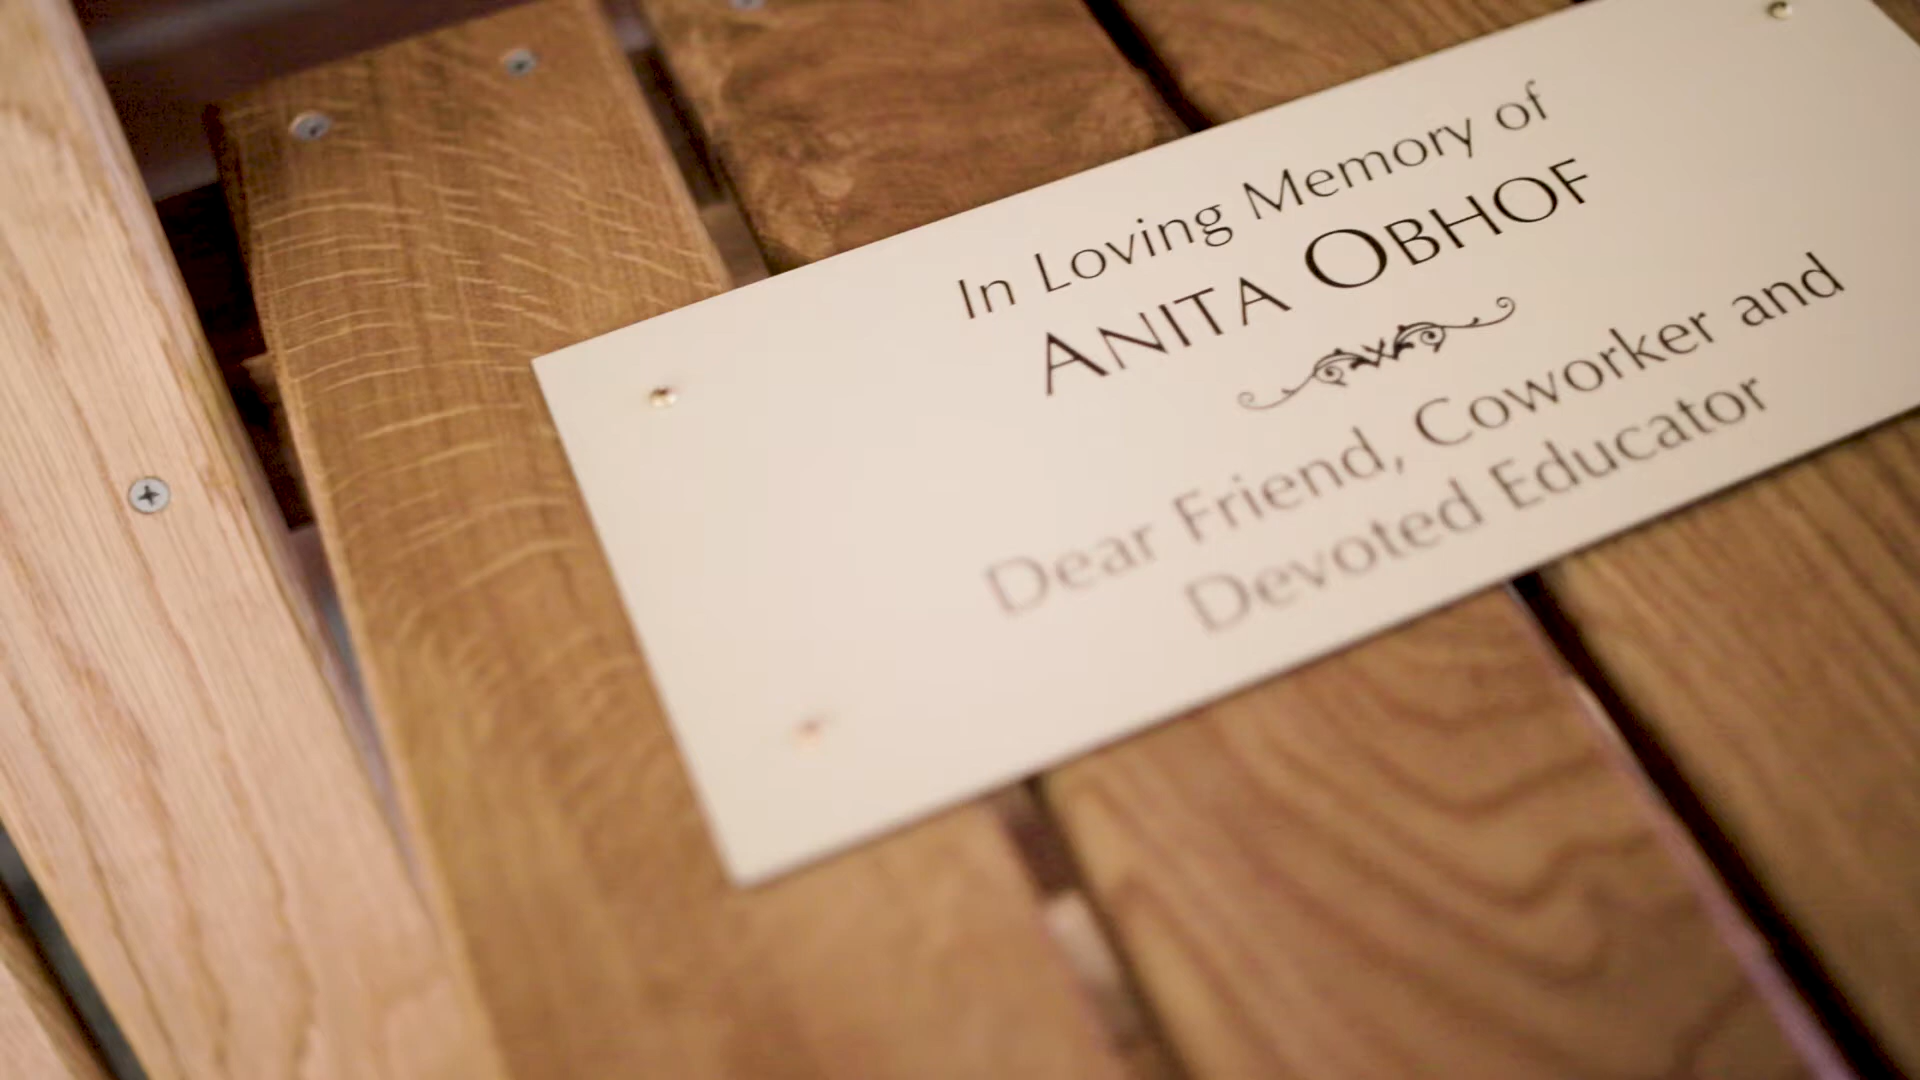 In Loving Memory of
ANITA OBHOF
Dear Friend, Coworker and
Devoted Educator